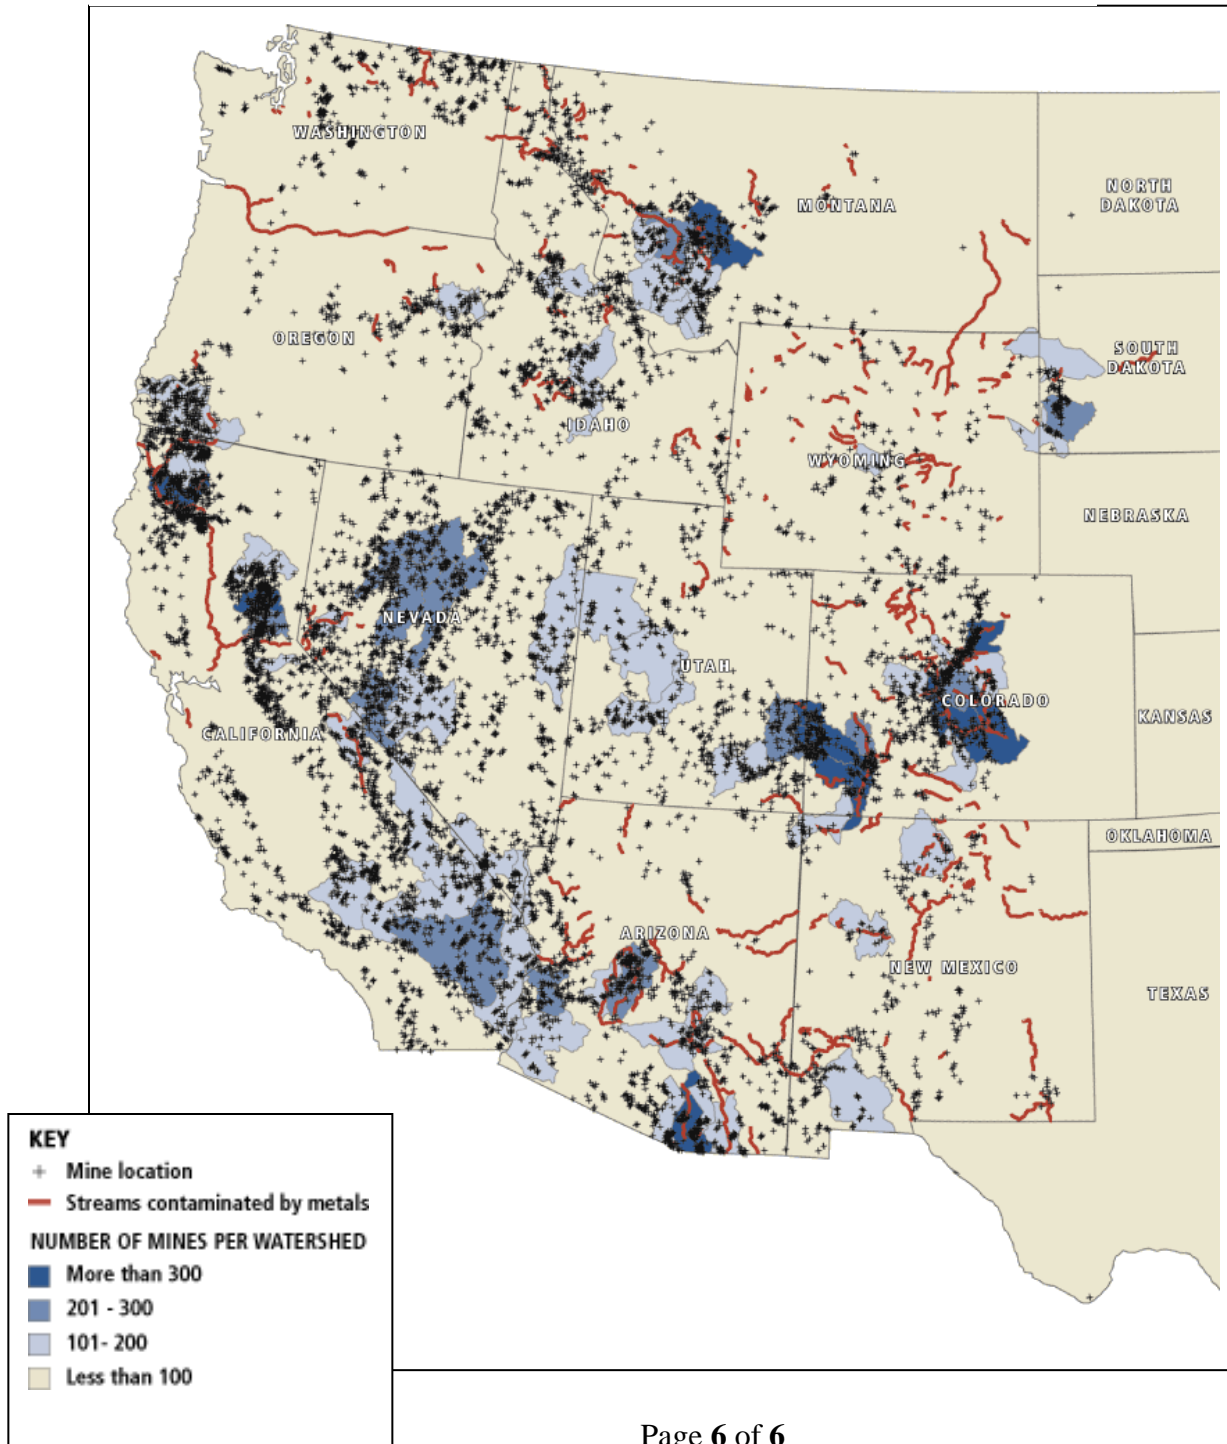 WASHINGTON
MONTANA
NORTH
DAKOTA
OREGON
SOUTH
DAKOTA
IDAHO
WYOMING
NEBRASKA
NEVADA
UTAH
COLORADO
KANSAS
CALIFORNIA
OKLAHOMA
ARIZONA
NEW MEXICO
TEXAS
KEY
Mine location
Streams contaminated by metals
NUMBER OF MINES PER WATERSHED
More than 300
201 - 300
101- 200
Less than 100
Page 6 of 6